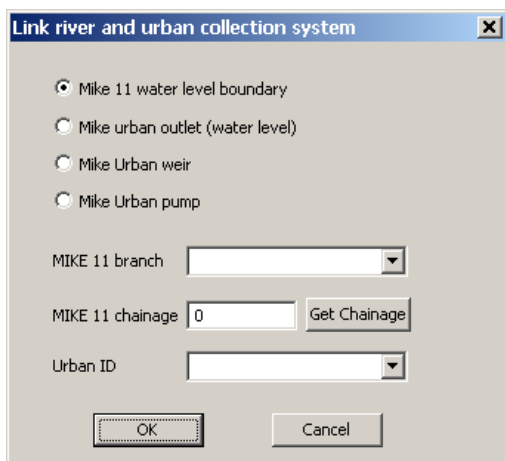 Link river and urban collection system
Mike 11 water level boundary
Mike urban outlet (water level)
Mike Urban weir
Mike Urban pump
MIKE 11 branch
MIKE 11 chainage 0 Get Chainage
Urban ID
OK Cancel